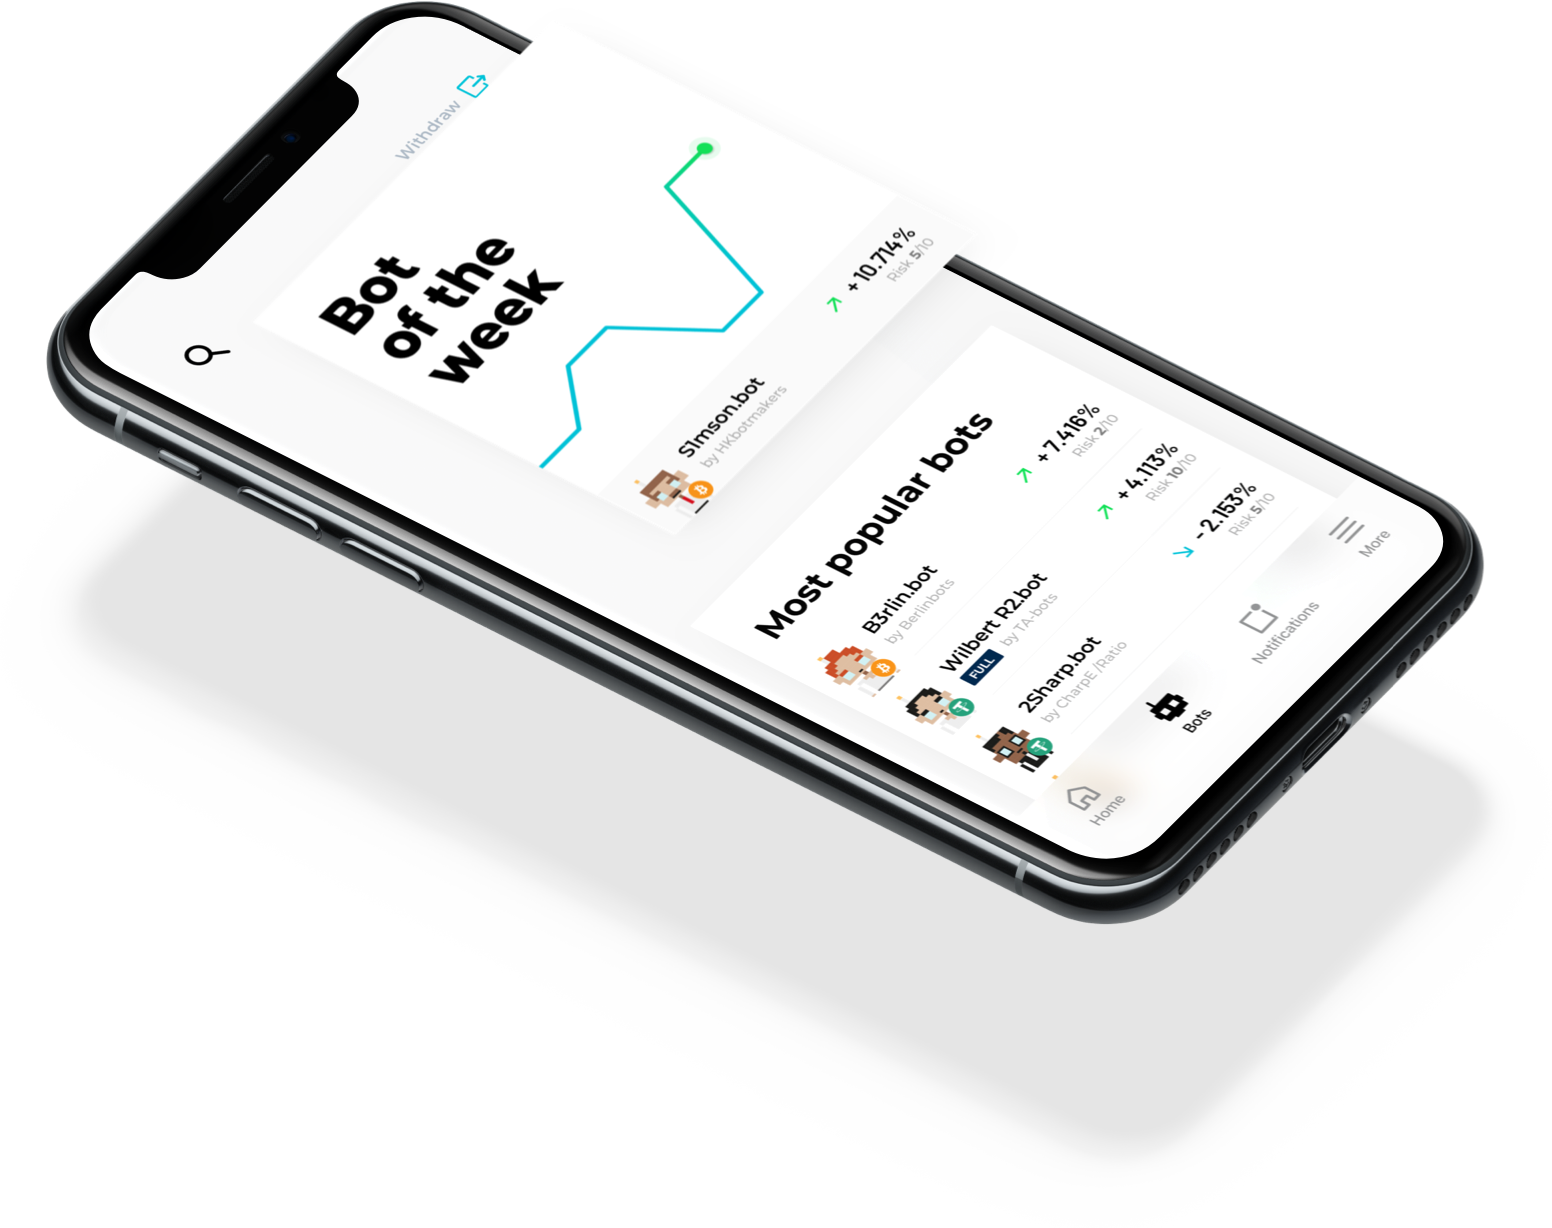 Withdraw
Bot
of the
week
S1mson.bot
by HKbotmakers
+10.714%
Risk 5/10
Most popular bots
B3rlin.bot
by Berlinbots
+7.416%
Risk 2/10
Wilbert R2.bot
FULL by TA-bots
+4.113%
Risk 10/10
2Sharp.bot
by CharpE /Ratio
-2.153%
Risk 5/10
Home
Bots
Notifications
More